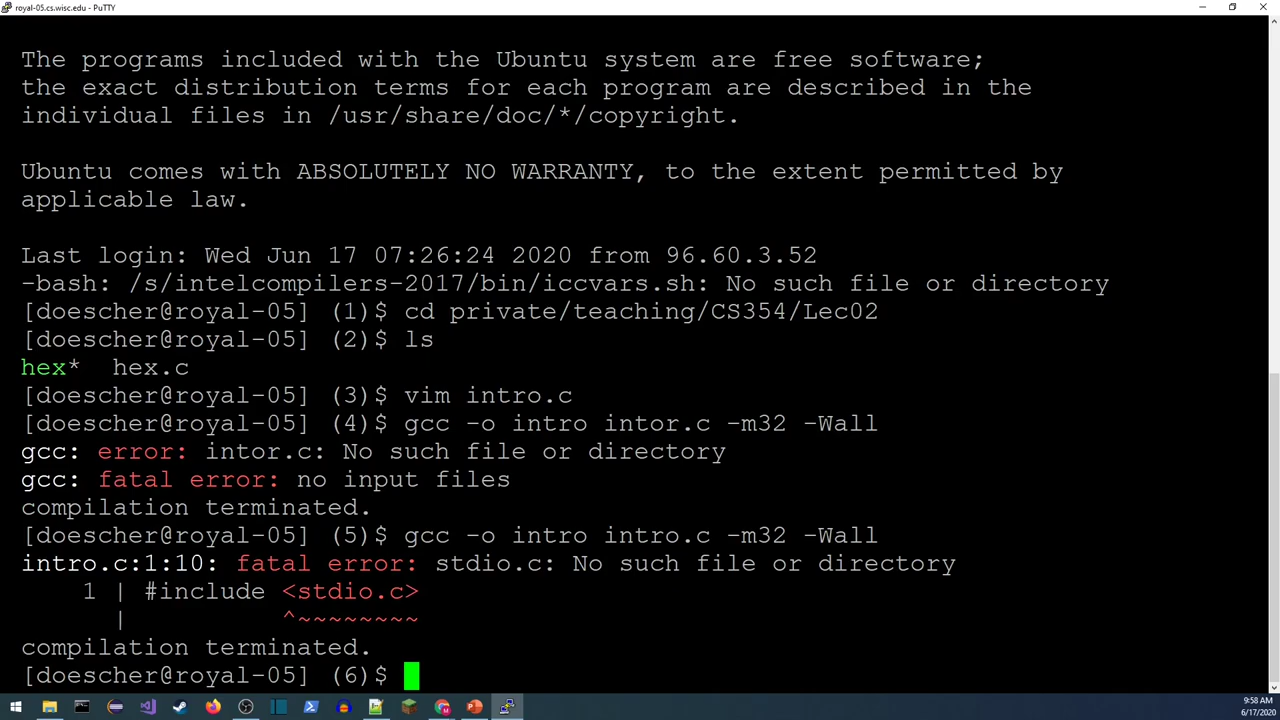 royal-05.cs.wisc.edu - PuTTY
The programs included with the Ubuntu system are free software;
the exact distribution terms for each program are described in the
individual files in /usr/share/doc/*/copyright.
Ubuntu comes with ABSOLUTELY NO WARRANTY, to the extent permitted by
applicable law.
Last login: Wed Jun 17 07:26:24 2020 from 96.60.3.52
-bash: /s/intelcompilers-2017/bin/iccvars.sh: No such file or directory
[doescher@royal-05] (1)$ cd private/teaching/CS354/Lec02
[doescher@royal-05] (2)$ ls
hex*  hex.c
[doescher@royal-05] (3)$ vim intro.c
[doescher@royal-05] (4)$ gcc -o intro intor.c -m32 -Wall
gcc: error: intor.c: No such file or directory
gcc: fatal error: no input files
compilation terminated.
[doescher@royal-05] (5)$ gcc -o intro intro.c -m32 -Wall
intro.c:1:10: fatal error: stdio.c: No such file or directory
    1 | #include <stdio.c>
      |          ^~~~~~~~~
compilation terminated.
[doescher@royal-05] (6)$
9:58 AM
6/17/2020